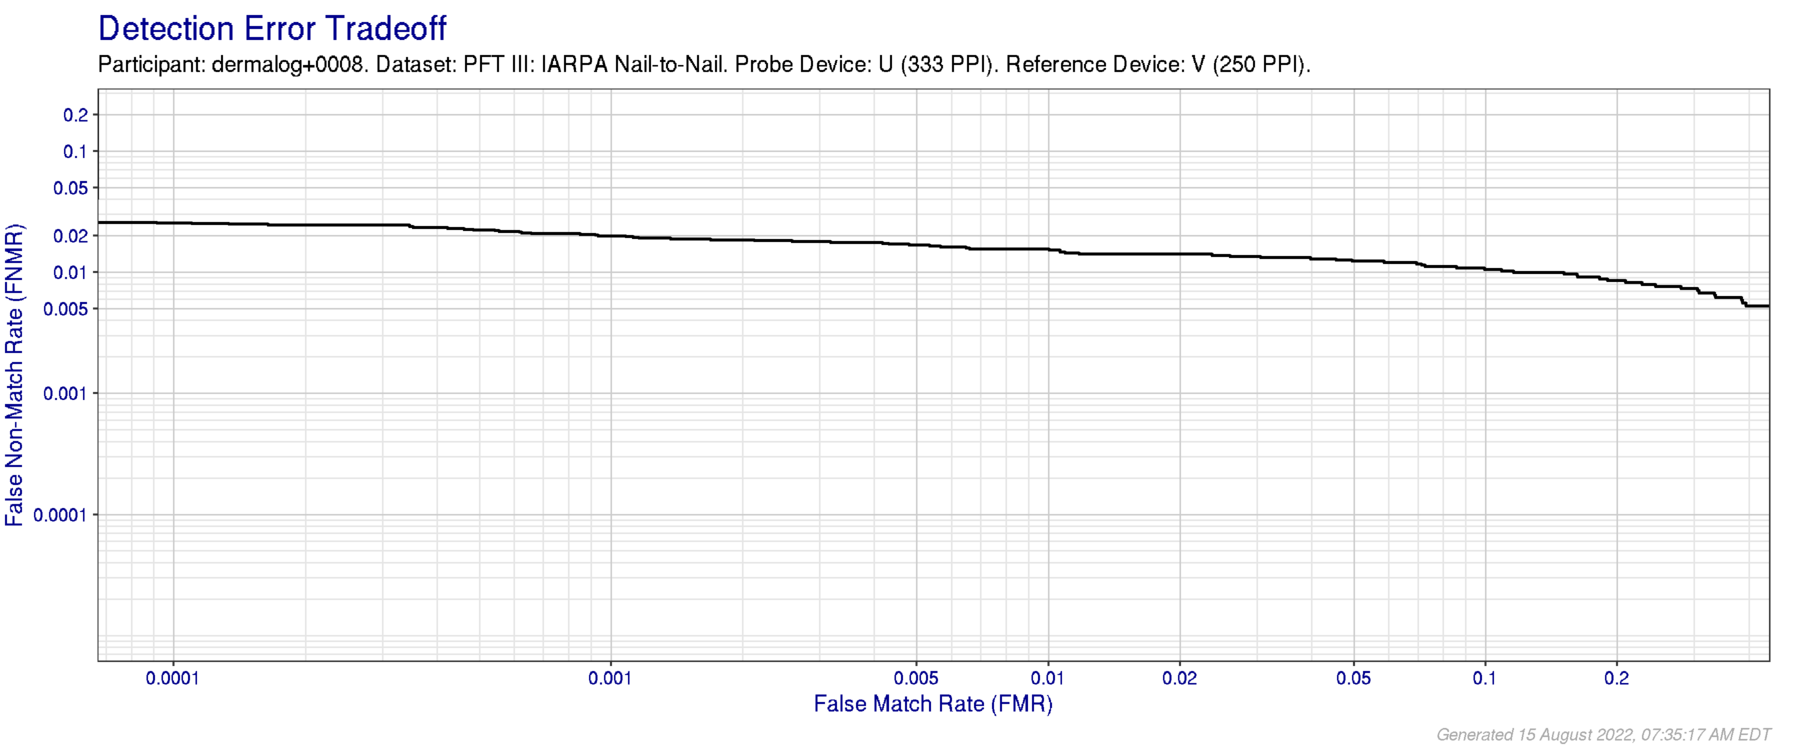 Detection Error Tradeoff
Participant: dermalog+0008. Dataset: PFT III: IARPA Nail-to-Nail. Probe Device: U (333 PPI). Reference Device: V (250 PPI).
False Non-Match Rate (FNMR)
0.2
0.1
0.05
0.02
0.01
0.005
0.001
0.0001
0.0001 0.001 0.005 0.01 0.02 0.05 0.1 0.2
False Match Rate (FMR)
Generated 15 August 2022, 07:35:17 AM EDT